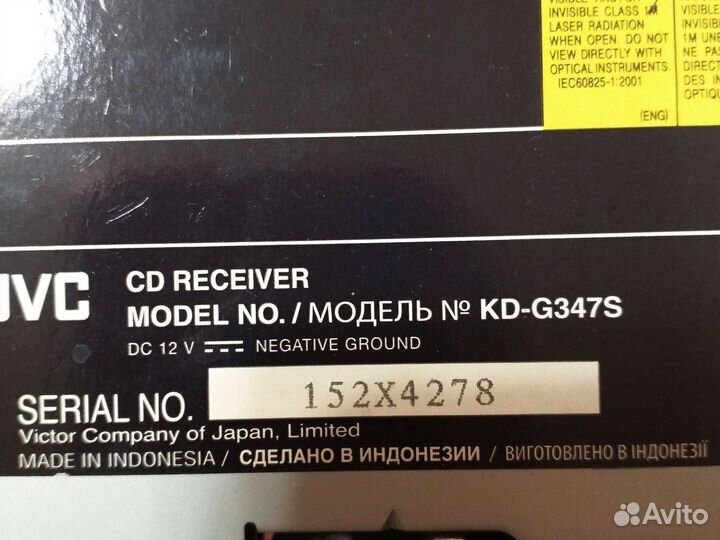 INVISIBLE CLASS 1M
LASER RADIATION
WHEN OPEN. DO NOT
VIEW DIRECTLY WITH
OPTICAL INSTRUMENTS.
IEC60825-1:2001
(ENG)
VISIBLE
INVISI
1M UNE
NE PAS
DIRECT
DES IN
OPTIQU
JVC
CD RECEIVER
MODEL NO. / МОДЕЛЬ № KD-G347S
DC 12 V NEGATIVE GROUND
SERIAL NO. 152X4278
Victor Company of Japan, Limited
MADE IN INDONESIA / СДЕЛАНО В ИНДОНЕЗИИ / ВИГОТОВЛЕНО В ІНДОНЕЗІЇ
Avito